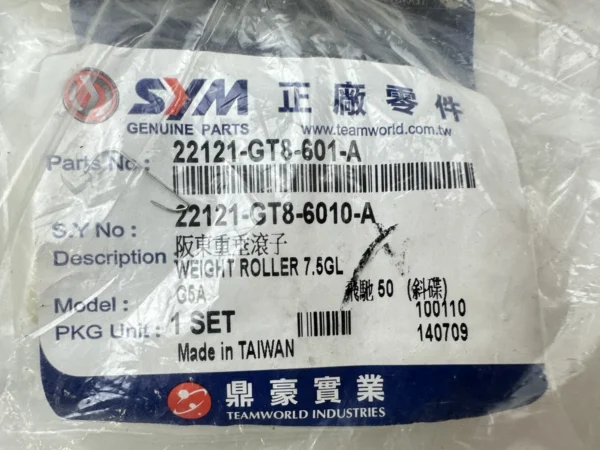 SYM 正廠零件
GENUINE PARTS www.teamworld.com.tw
Parts No.: 22121-GT8-601-A
S.Y No : 22121-GT8-6010-A
Description : 阪東重垂滾子
WEIGHT ROLLER 7.5GL
Model : G5A 飛馳 50 (斜碟)
PKG Unit : 1 SET 100110
Made in TAIWAN 140709
鼎豪實業
TEAMWORLD INDUSTRIES